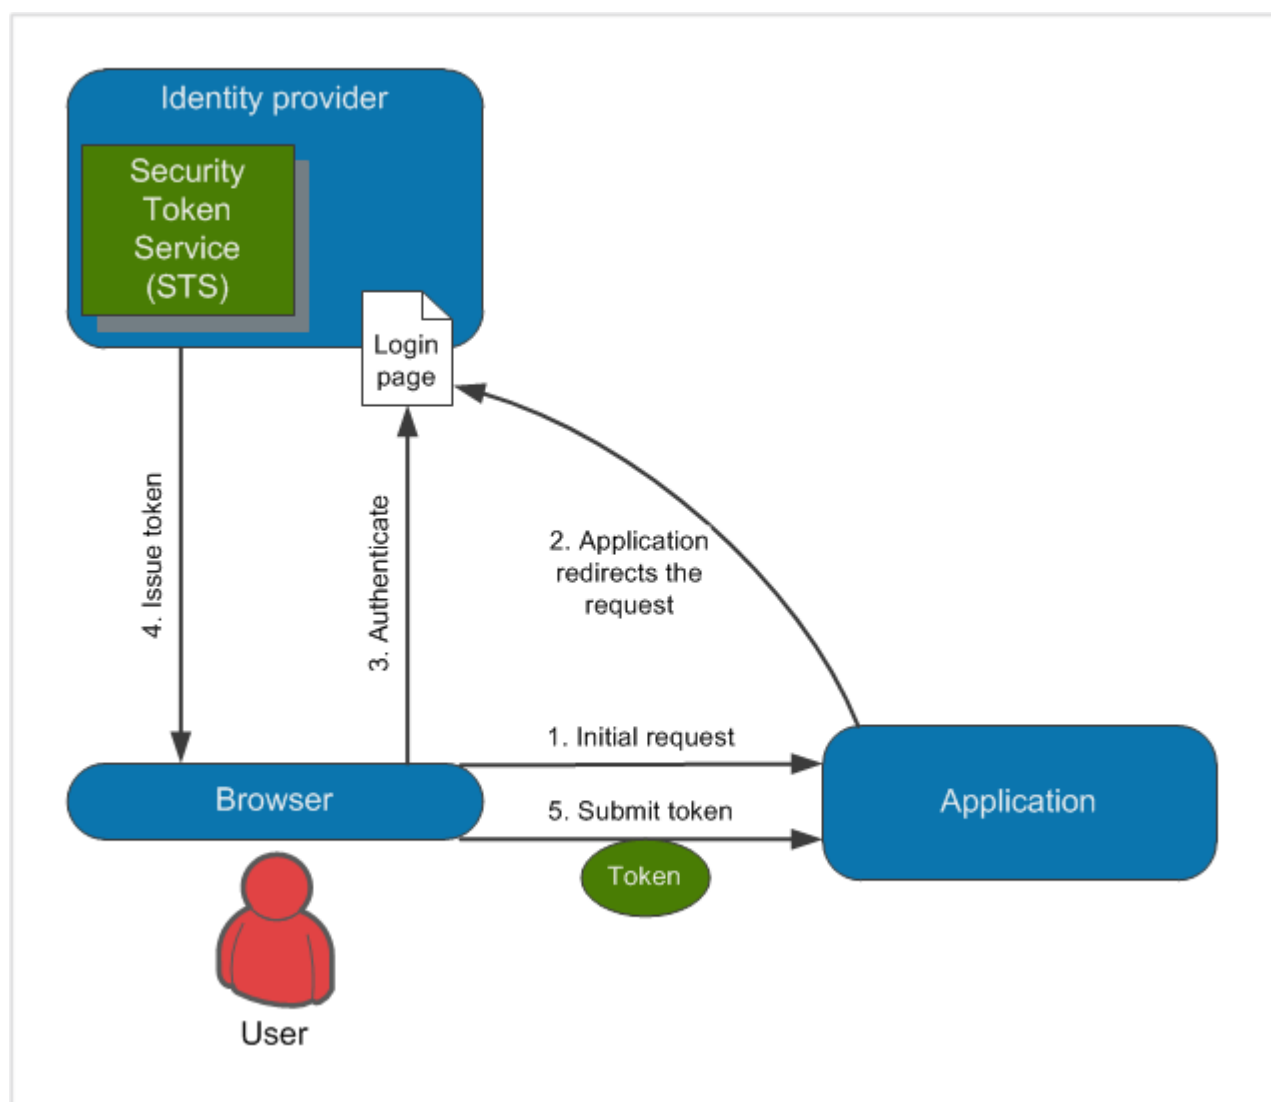 Identity provider
Security
Token
Service
(STS)
Login
page
4. Issue token
3. Authenticate
2. Application
redirects the
request
1. Initial request
Browser
5. Submit token
Application
Token
User